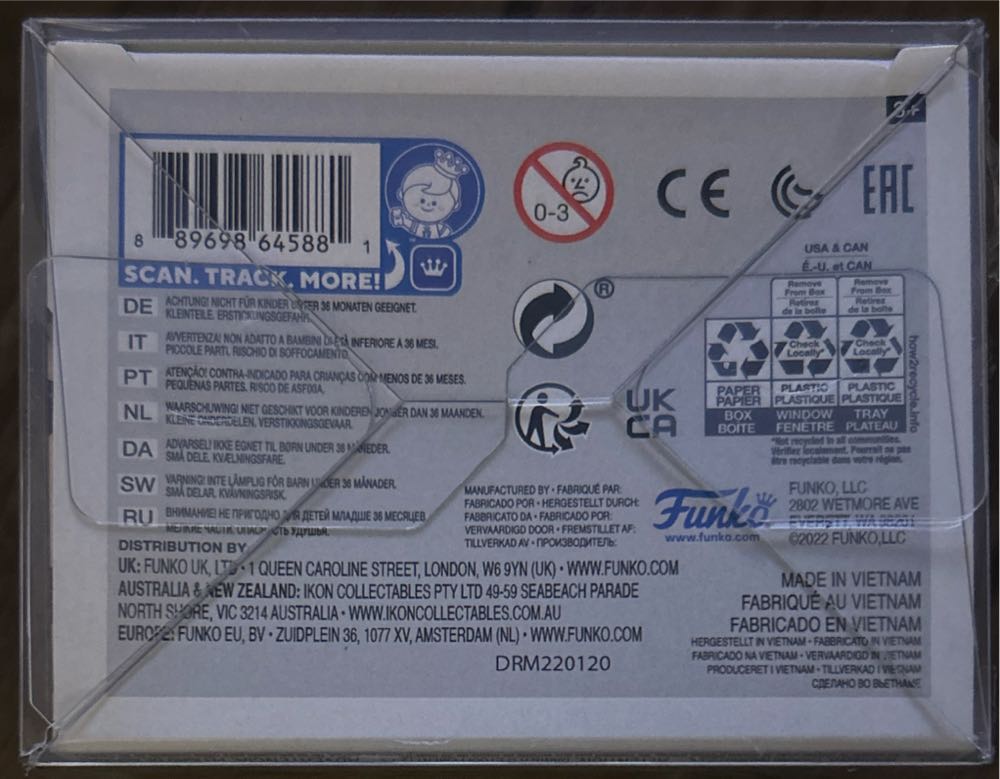 3+
8 89698 64588 1
SCAN. TRACK. MORE!
0-3
CE
EAC
USA & CAN
É.-U. et CAN
Remove From Box
Retirez de la boîte
Remove From Box
Retirez de la boîte
Check Locally*
Check Locally*
PAPER
PAPIER
PLASTIC
PLASTIQUE
PLASTIC
PLASTIQUE
BOX
BOÎTE
WINDOW
FENÊTRE
TRAY
PLATEAU
*Not recycled in all communities.
Vérifiez localement. Pourrait ne pas
être recyclable dans votre région.
how2recycle.info
®
UK
CA
DE ACHTUNG! NICHT FÜR KINDER UNTER 36 MONATEN GEEIGNET.
KLEINTEILE. ERSTICKUNGSGEFAHR.
IT AVVERTENZA! NON ADATTO A BAMBINI DI ETÀ INFERIORE A 36 MESI.
PICCOLE PARTI. RISCHIO DI SOFFOCAMENTO.
PT ATENÇÃO! CONTRA-INDICADO PARA CRIANÇAS COM MENOS DE 36 MESES.
PEQUENAS PARTES. RISCO DE ASFIXIA.
NL WAARSCHUWING! NIET GESCHIKT VOOR KINDEREN JONGER DAN 36 MAANDEN.
KLEINE ONDERDELEN. VERSTIKKINGSGEVAAR.
DA ADVARSEL! IKKE EGNET TIL BØRN UNDER 36 MÅNEDER.
SMÅ DELE. KVÆLNINGSFARE.
SW VARNING! INTE LÄMPLIG FÖR BARN UNDER 36 MÅNADER.
SMÅ DELAR. KVÄVNINGSRISK.
RU ВНИМАНИЕ! НЕ ПРИГОДНО ДЛЯ ДЕТЕЙ МЛАДШЕ 36 МЕСЯЦЕВ
МЕЛКИЕ ЧАСТИ. ОПАСНОСТЬ УДУШЬЯ.
MANUFACTURED BY • FABRIQUÉ PAR:
FABRICADO POR • HERGESTELLT DURCH:
FABBRICATO DA • FABRICADO POR:
VERVAARDIGD DOOR • FREMSTILLET AF:
TILLVERKAD AV • ПРОИЗВОДИТЕЛЬ:
Funko
www.funko.com
FUNKO, LLC
2802 WETMORE AVE
EVERETT, WA 98201
©2022 FUNKO,LLC
DISTRIBUTION BY
UK: FUNKO UK, LTD • 1 QUEEN CAROLINE STREET, LONDON, W6 9YN (UK) • WWW.FUNKO.COM
AUSTRALIA & NEW ZEALAND: IKON COLLECTABLES PTY LTD 49-59 SEABEACH PARADE
NORTH SHORE, VIC 3214 AUSTRALIA • WWW.IKONCOLLECTABLES.COM.AU
EUROPE: FUNKO EU, BV • ZUIDPLEIN 36, 1077 XV, AMSTERDAM (NL) • WWW.FUNKO.COM
DRM220120
MADE IN VIETNAM
FABRIQUÉ AU VIETNAM
FABRICADO EN VIETNAM
HERGESTELLT IN VIETNAM • FABBRICATO IN VIETNAM
FABRICADO NA VIETNAM • VERVAARDIGD IN VIETNAM
PRODUCERET I VIETNAM • TILLVERKAD I VIETNAM
СДЕЛАНО ВО ВЬЕТНАМЕ